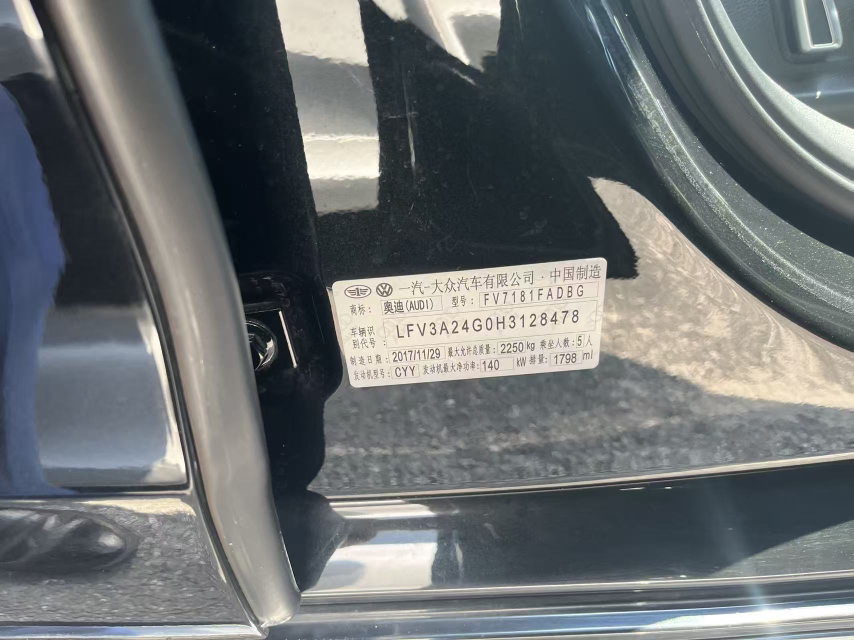 一汽-大众汽车有限公司·中国制造
商标: 奥迪(AUDI) 型号: FV7181FADBG
车辆识别代号: LFV3A24G0H3128478
制造日期: 2017/11/29 最大允许总质量: 2250 kg 乘坐人数: 5 人
发动机型号: CYY 发动机最大净功率: 140 kW 排量: 1798 ml